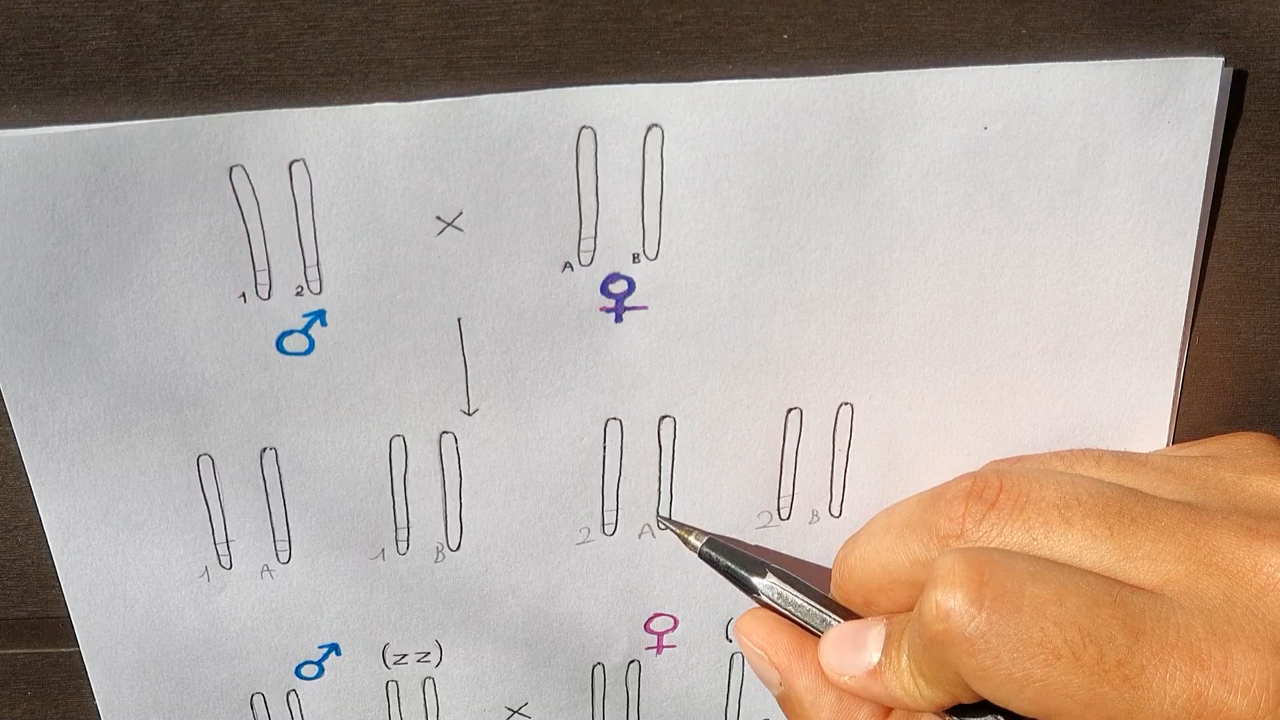 1 2 × A B
♂ ♀
1 A 1 B 2 A 2 B
♂ (zz) ♀ (
×